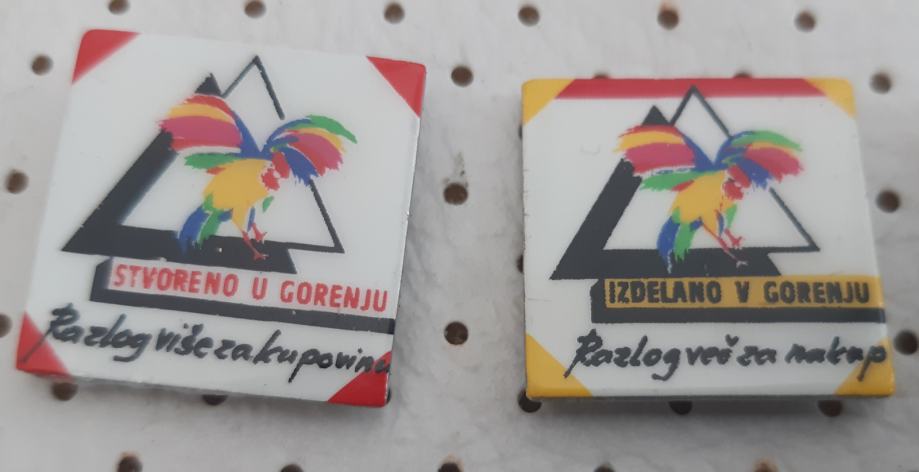 STVORENO U GORENJU
Razlog više za kupovinu
IZDELANO V GORENJU
Razlog več za nakup